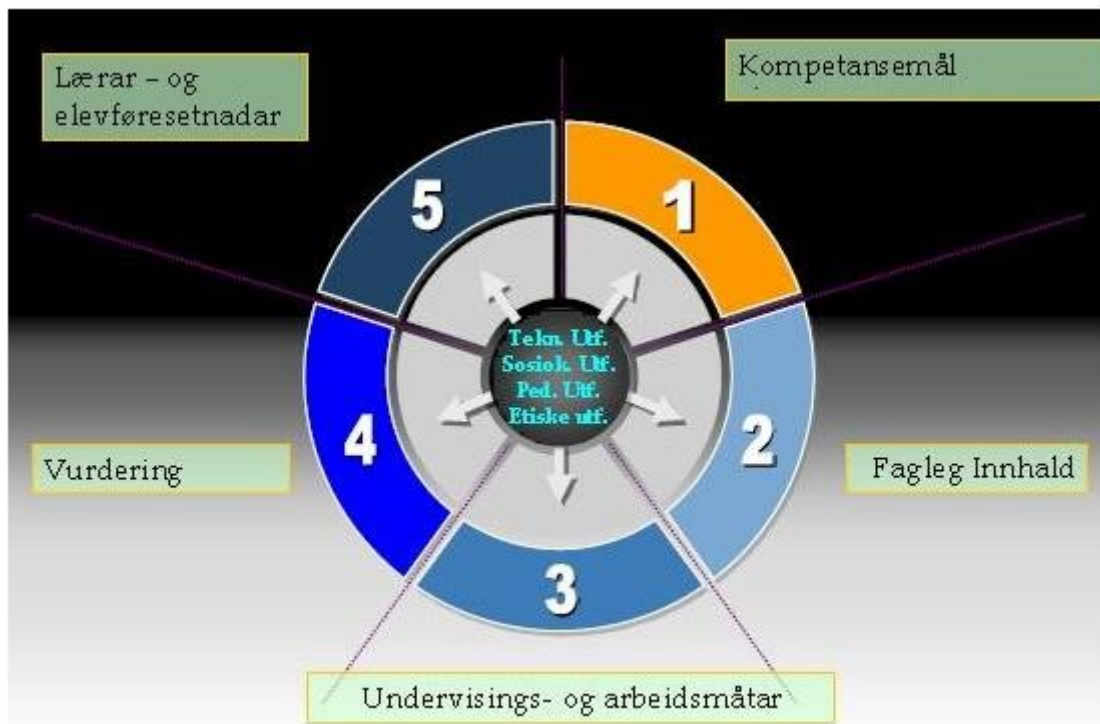 Lærar – og
elevføresetnadar
Kompetansemål
5
1
Tekn. Utf.
Sosiok. Utf.
Ped. Utf.
Etiske utf.
4
2
Vurdering
Fagleg Innhald
3
Undervisings- og arbeidsmåtar